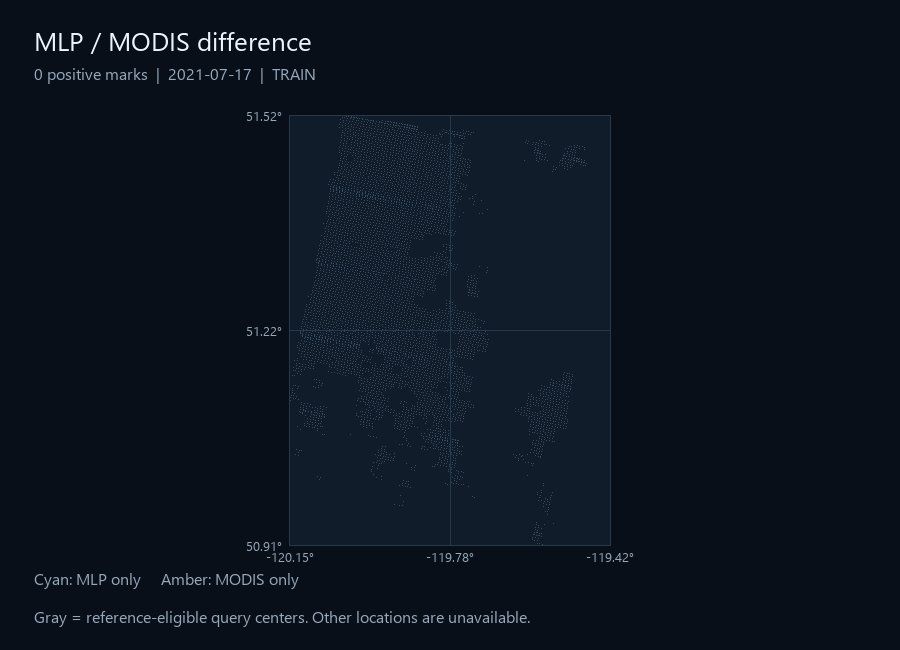 MLP / MODIS difference
0 positive marks | 2021-07-17 | TRAIN
51.52°
51.22°
50.91°
-120.15° -119.78° -119.42°
Cyan: MLP only Amber: MODIS only
Gray = reference-eligible query centers. Other locations are unavailable.